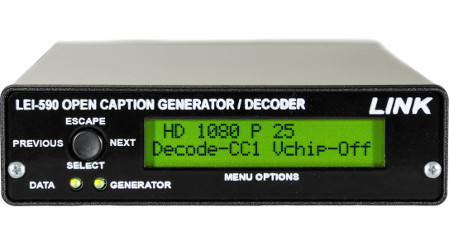 LEI-590 OPEN CAPTION GENERATOR / DECODER
LINK
ESCAPE
PREVIOUS
NEXT
SELECT
HD 1080 P 25
Decode-CC1 Vchip-Off
DATA
GENERATOR
MENU OPTIONS